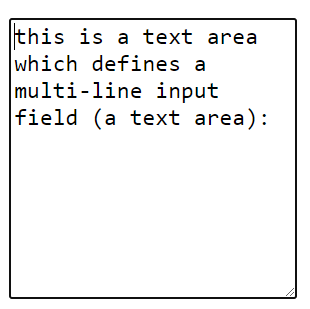 this is a text area
which defines a
multi-line input
field (a text area):